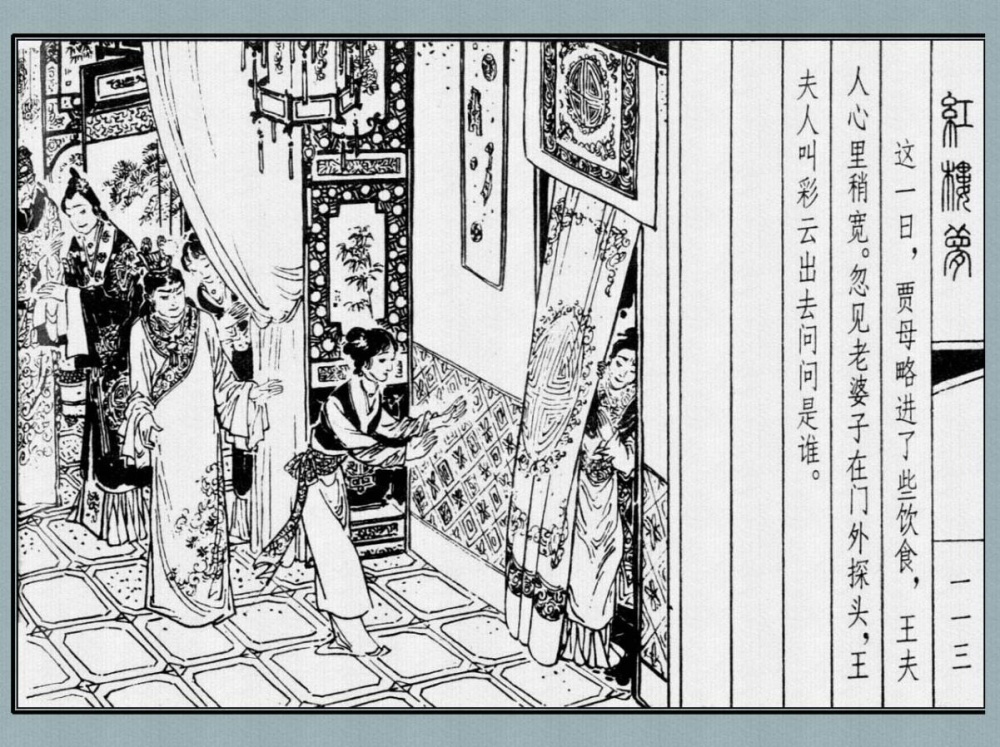 紅樓夢
这一日，贾母略进了些饮食，王夫
人心里稍宽。忽见老婆子在门外探头，王
夫人叫彩云出去问问是谁。
一一三